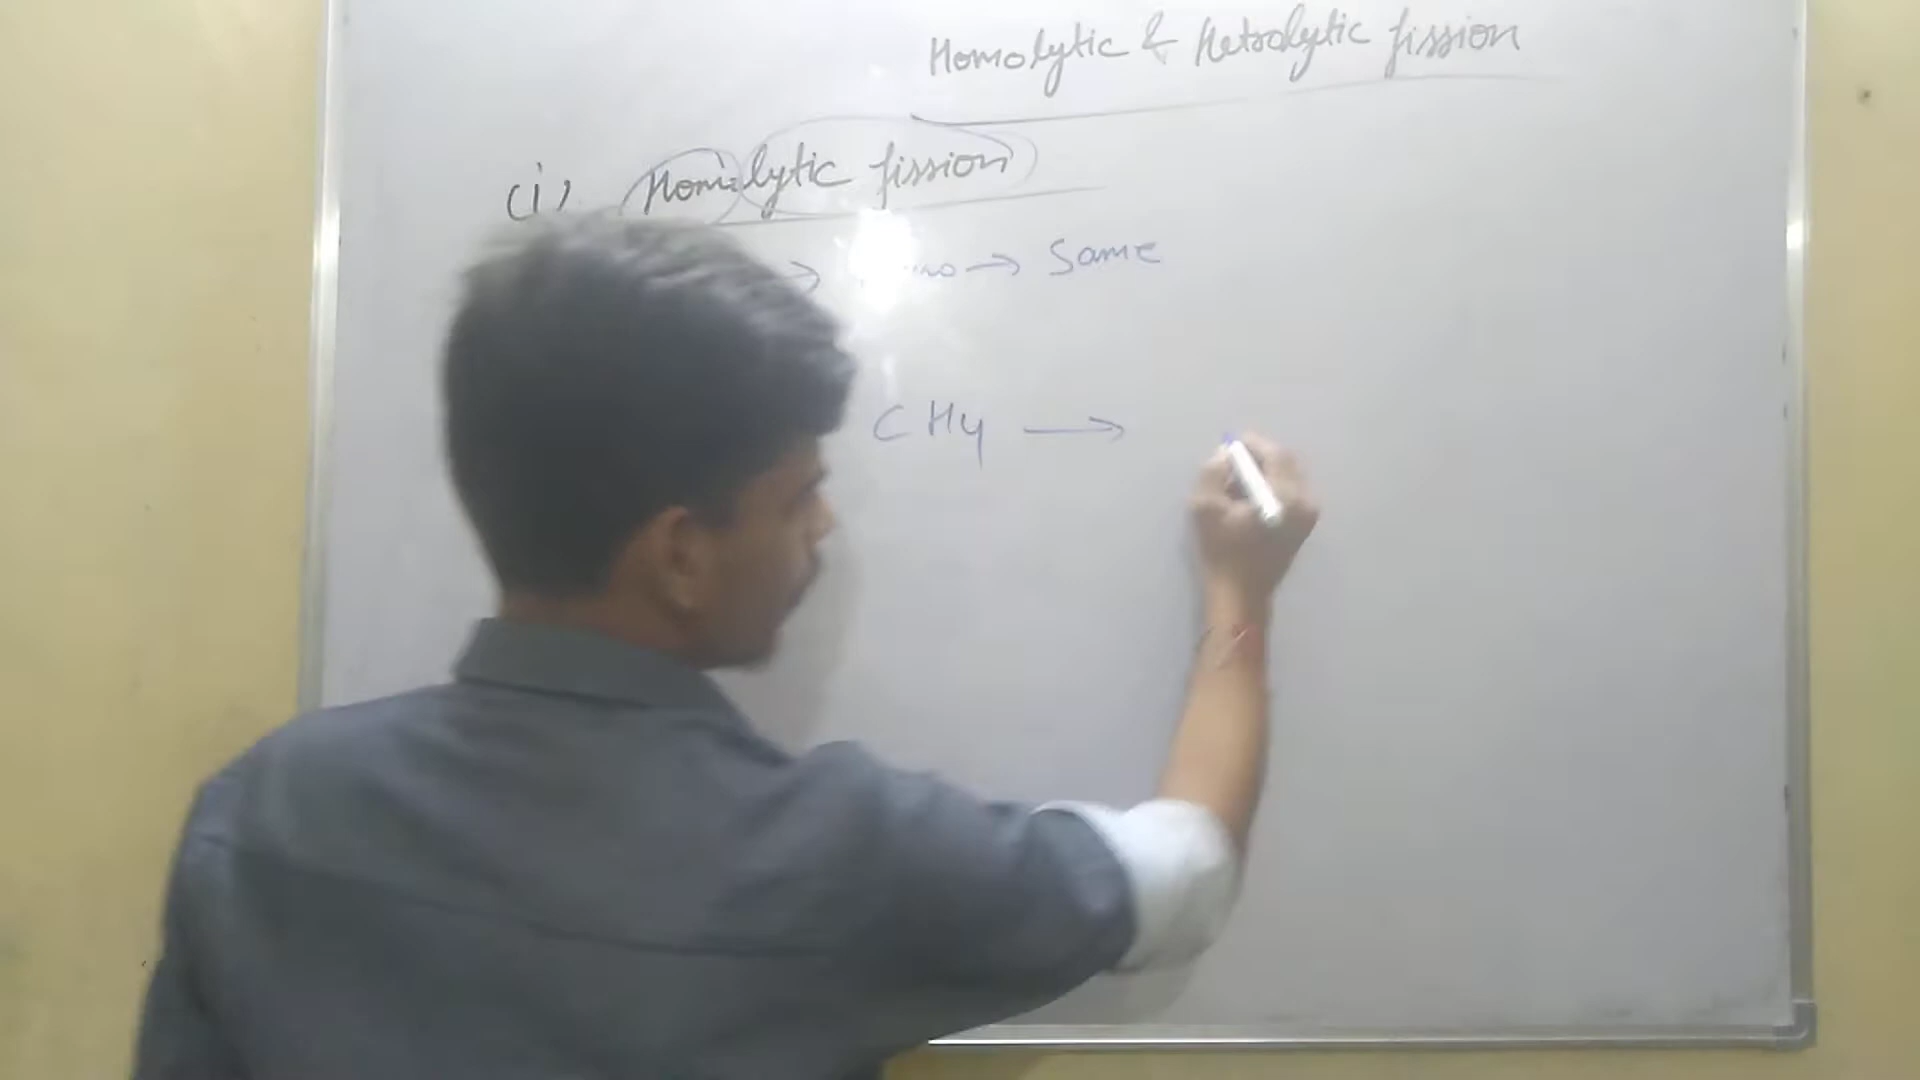 Homolytic & Hetrolytic fission
(i). Homolytic fission
→ → Same
CH4 →